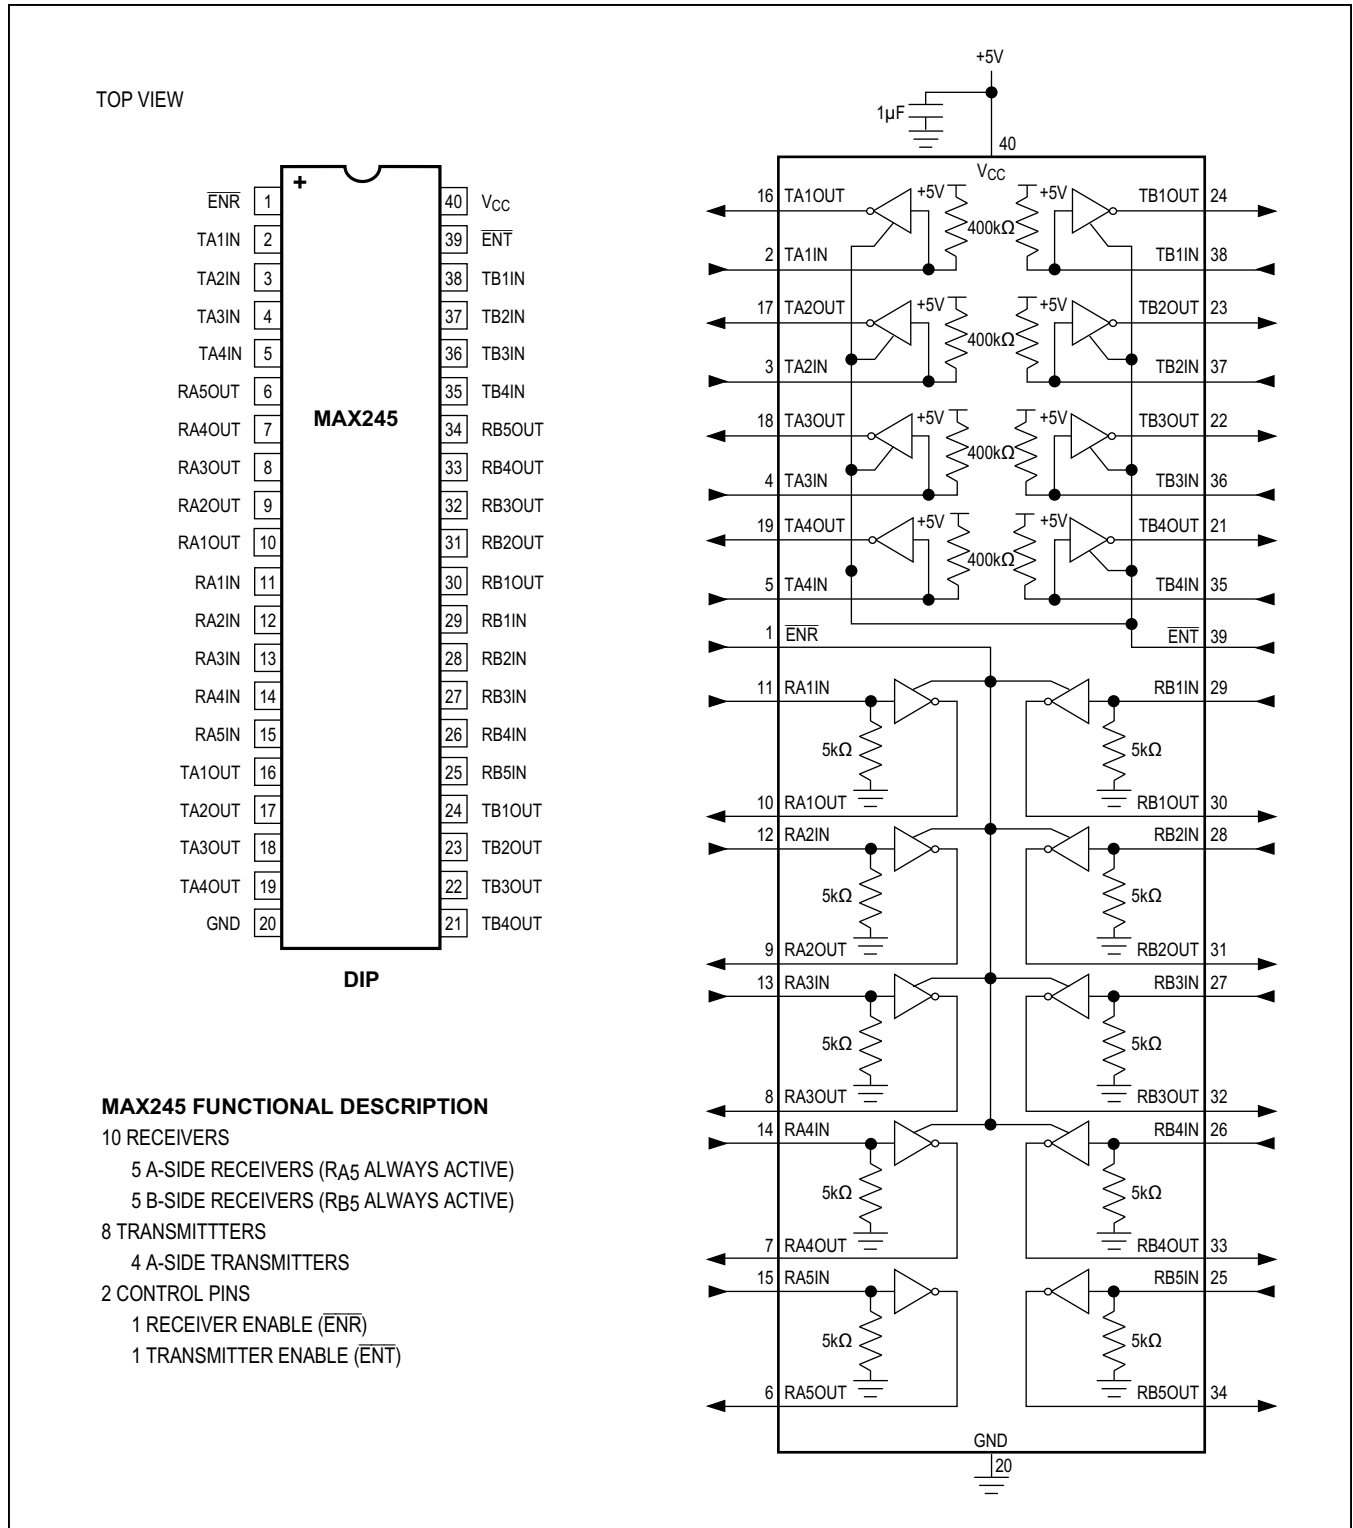 TOP VIEW
+
MAX245
ENR 1
TA1IN 2
TA2IN 3
TA3IN 4
TA4IN 5
RA5OUT 6
RA4OUT 7
RA3OUT 8
RA2OUT 9
RA1OUT 10
RA1IN 11
RA2IN 12
RA3IN 13
RA4IN 14
RA5IN 15
TA1OUT 16
TA2OUT 17
TA3OUT 18
TA4OUT 19
GND 20
40 VCC
39 ENT
38 TB1IN
37 TB2IN
36 TB3IN
35 TB4IN
34 RB5OUT
33 RB4OUT
32 RB3OUT
31 RB2OUT
30 RB1OUT
29 RB1IN
28 RB2IN
27 RB3IN
26 RB4IN
25 RB5IN
24 TB1OUT
23 TB2OUT
22 TB3OUT
21 TB4OUT
DIP
MAX245 FUNCTIONAL DESCRIPTION
10 RECEIVERS
5 A-SIDE RECEIVERS (RA5 ALWAYS ACTIVE)
5 B-SIDE RECEIVERS (RB5 ALWAYS ACTIVE)
8 TRANSMITTTERS
4 A-SIDE TRANSMITTERS
2 CONTROL PINS
1 RECEIVER ENABLE (ENR)
1 TRANSMITTER ENABLE (ENT)
+5V
1µF
40
VCC
16 TA1OUT +5V +5V TB1OUT 24
400kΩ
2 TA1IN TB1IN 38
17 TA2OUT +5V +5V TB2OUT 23
400kΩ
3 TA2IN TB2IN 37
18 TA3OUT +5V +5V TB3OUT 22
400kΩ
4 TA3IN TB3IN 36
19 TA4OUT +5V +5V TB4OUT 21
400kΩ
5 TA4IN TB4IN 35
1 ENR ENT 39
11 RA1IN RB1IN 29
5kΩ 5kΩ
10 RA1OUT RB1OUT 30
12 RA2IN RB2IN 28
5kΩ 5kΩ
9 RA2OUT RB2OUT 31
13 RA3IN RB3IN 27
5kΩ 5kΩ
8 RA3OUT RB3OUT 32
14 RA4IN RB4IN 26
5kΩ 5kΩ
7 RA4OUT RB4OUT 33
15 RA5IN RB5IN 25
5kΩ 5kΩ
6 RA5OUT RB5OUT 34
GND
20